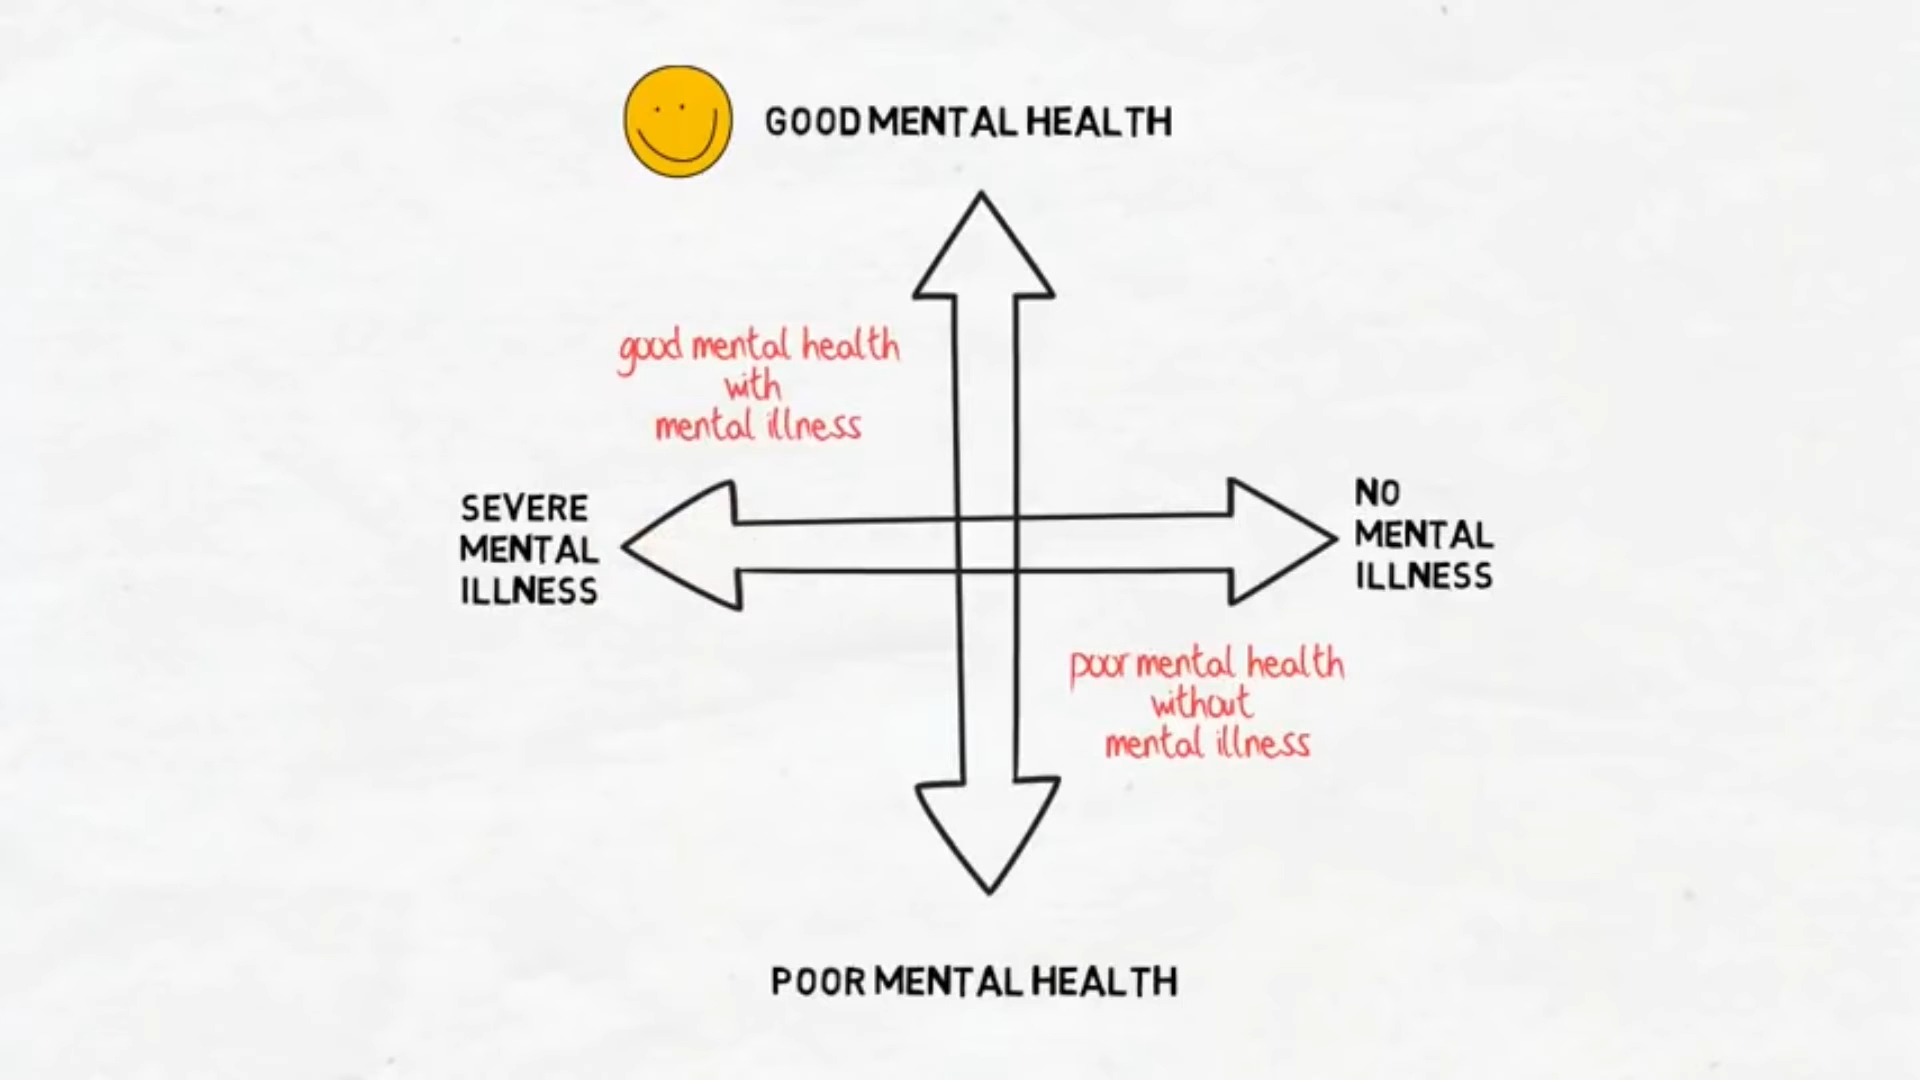 GOOD MENTAL HEALTH
good mental health
with
mental illness
SEVERE
MENTAL
ILLNESS
NO
MENTAL
ILLNESS
poor mental health
without
mental illness
POOR MENTAL HEALTH